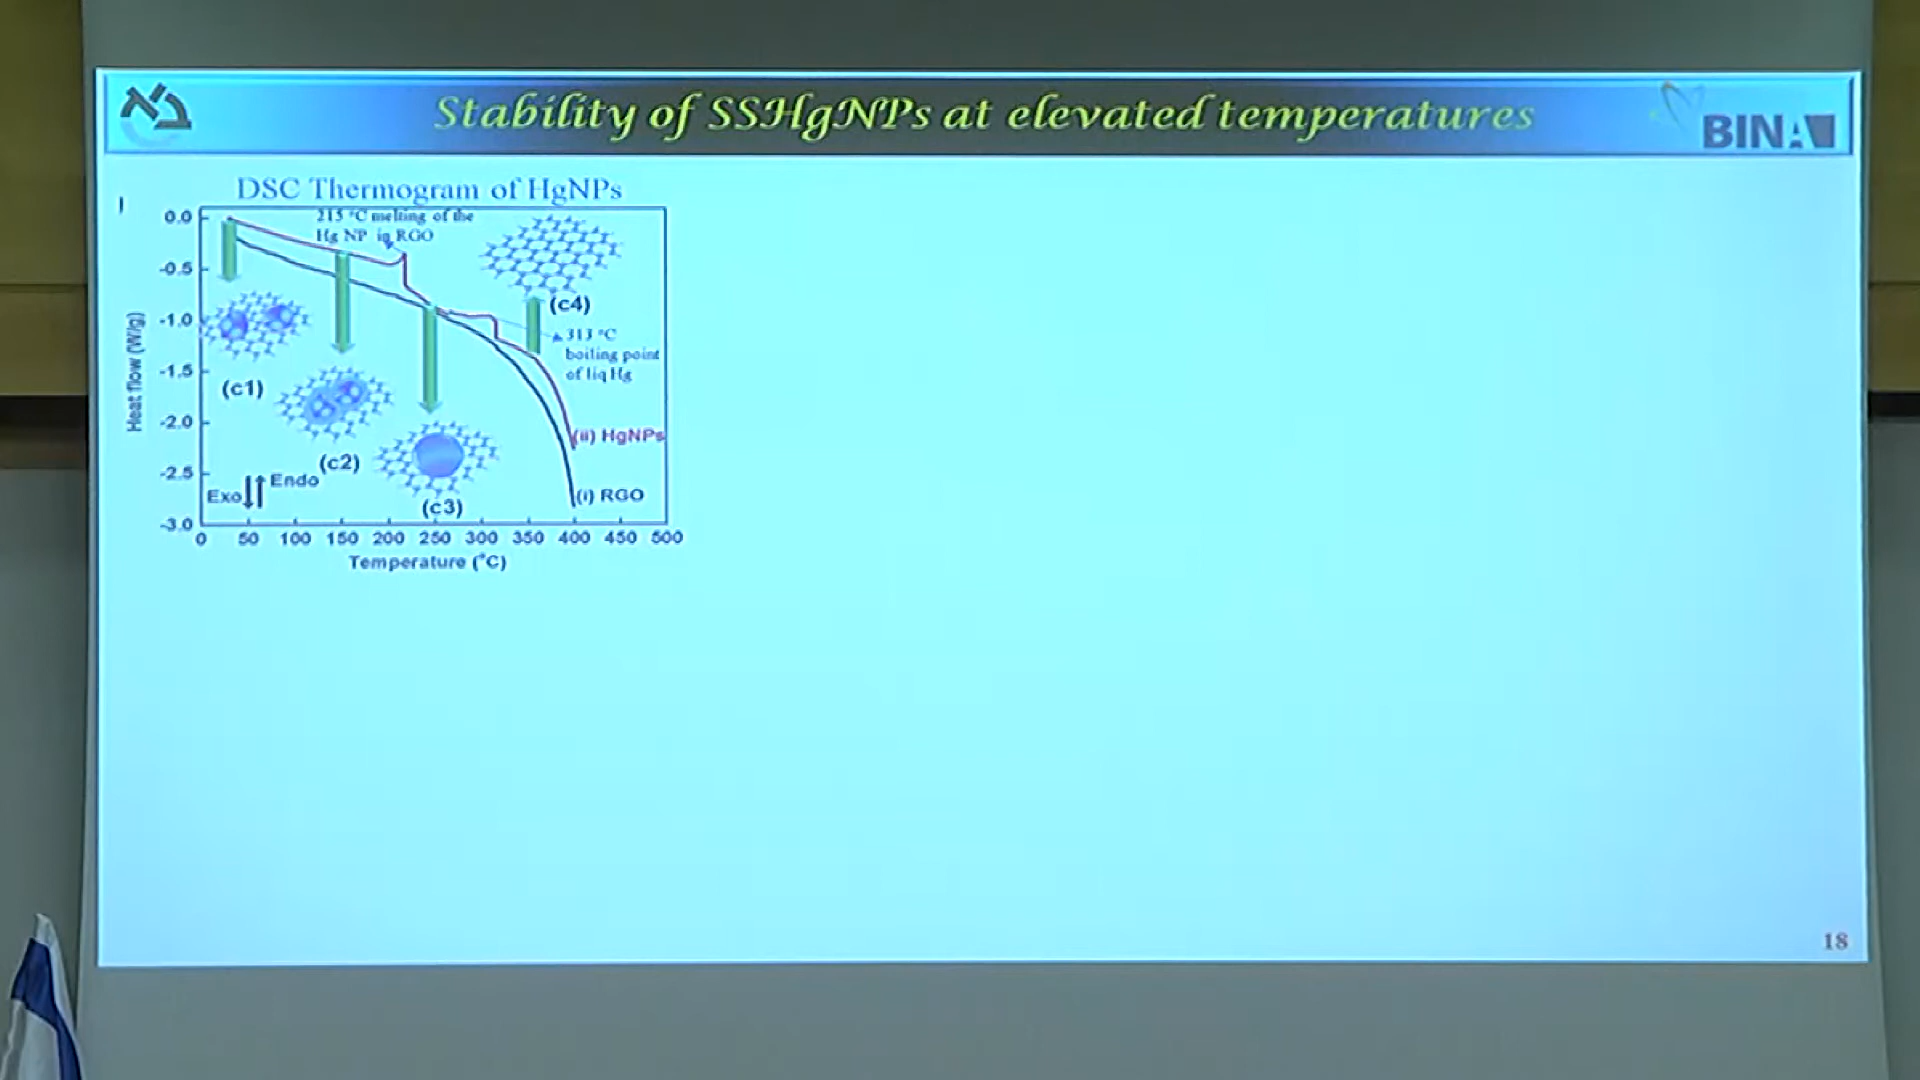 Stability of SSHgNPs at elevated temperatures
BINA
DSC Thermogram of HgNPs
215 °C melting of the
Hg NP in RGO
0.0
-0.5
-1.0
-1.5
-2.0
-2.5
-3.0
Heat flow (W/g)
(c4)
313 °C
boiling point
of liq Hg
(c1)
(c2)
(c3)
(ii) HgNPs
(i) RGO
Exo
Endo
0 50 100 150 200 250 300 350 400 450 500
Temperature (°C)
18